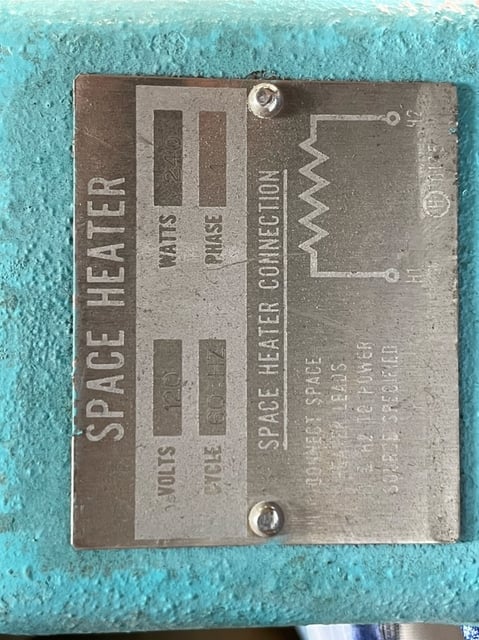 SPACE HEATER
VOLTS 120 WATTS 240
CYCLE 60 HZ PHASE 1
SPACE HEATER CONNECTION
CONNECT SPACE
HEATER LEADS
H1 H2 TO POWER
SOURCE SPECIFIED
H1 H2